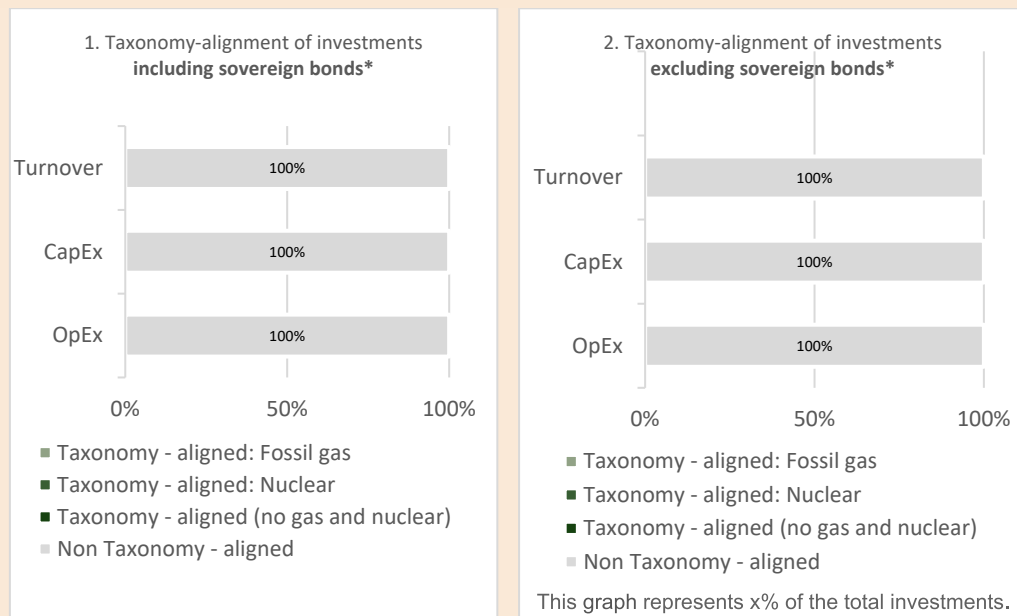 1. Taxonomy-alignment of investments
including sovereign bonds*
Turnover
100%
CapEx
100%
OpEx
100%
0% 50% 100%
Taxonomy - aligned: Fossil gas
Taxonomy - aligned: Nuclear
Taxonomy - aligned (no gas and nuclear)
Non Taxonomy - aligned
2. Taxonomy-alignment of investments
excluding sovereign bonds*
Turnover
100%
CapEx
100%
OpEx
100%
0% 50% 100%
Taxonomy - aligned: Fossil gas
Taxonomy - aligned: Nuclear
Taxonomy - aligned (no gas and nuclear)
Non Taxonomy - aligned
This graph represents x% of the total investments.